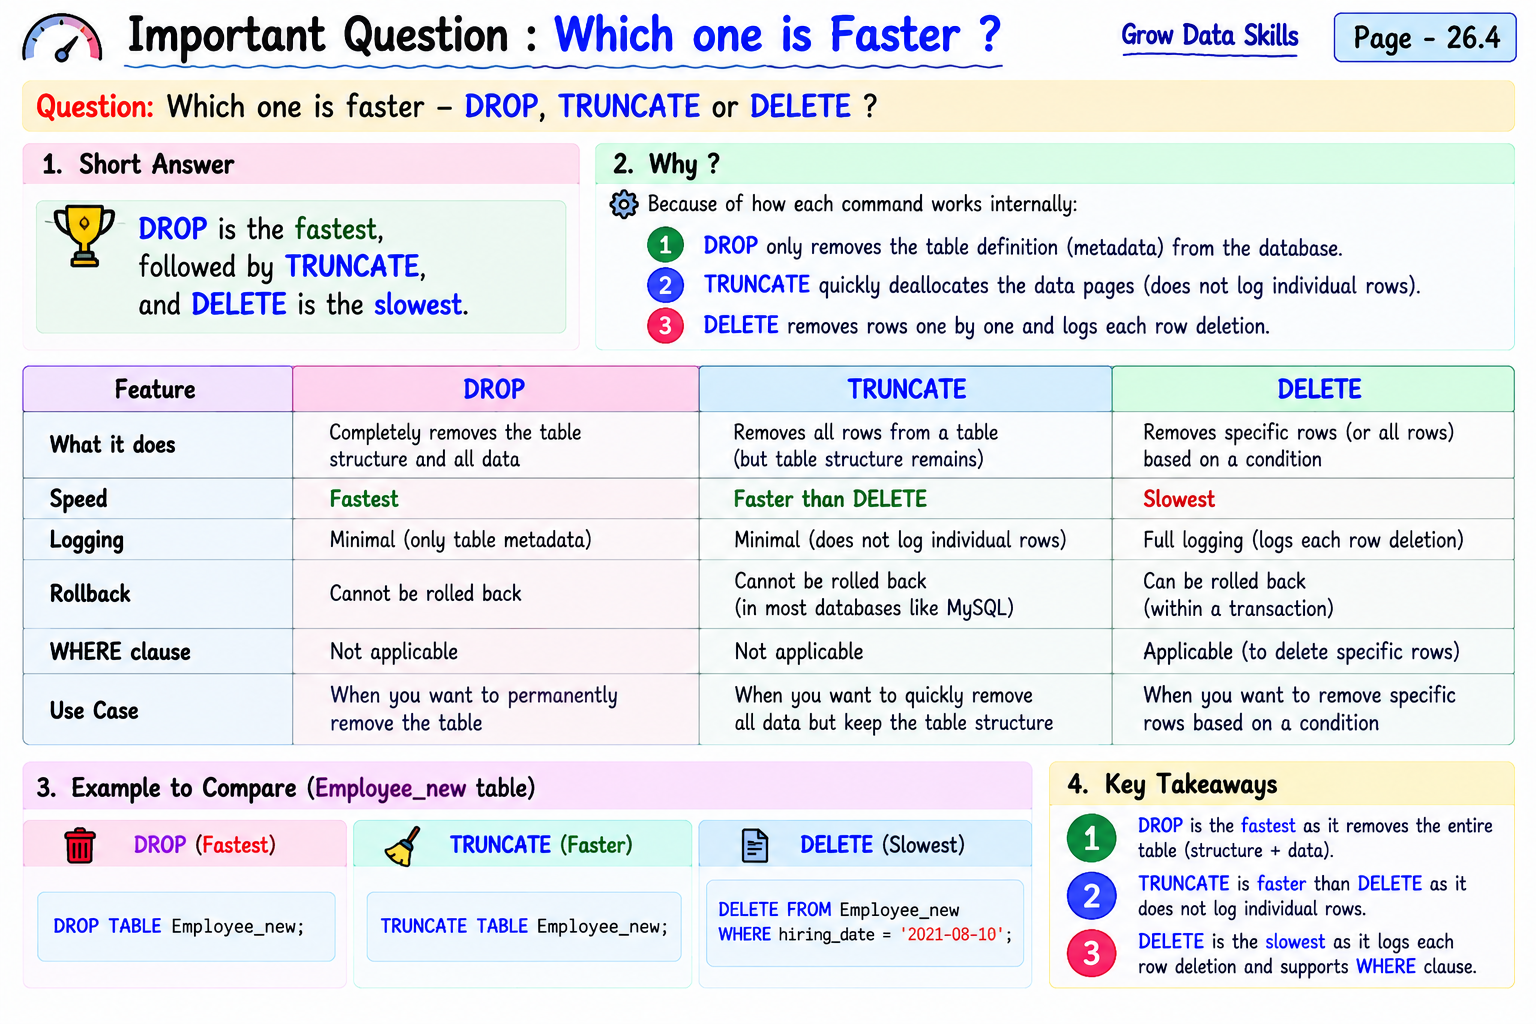 Important Question : Which one is Faster ?
Grow Data Skills
Page - 26.4
Question: Which one is faster – DROP, TRUNCATE or DELETE ?
1. Short Answer
DROP is the fastest,
followed by TRUNCATE,
and DELETE is the slowest.
2. Why ?
Because of how each command works internally:
1 DROP only removes the table definition (metadata) from the database.
2 TRUNCATE quickly deallocates the data pages (does not log individual rows).
3 DELETE removes rows one by one and logs each row deletion.
Feature DROP TRUNCATE DELETE
What it does
Completely removes the table
structure and all data
Removes all rows from a table
(but table structure remains)
Removes specific rows (or all rows)
based on a condition
Speed Fastest Faster than DELETE Slowest
Logging Minimal (only table metadata) Minimal (does not log individual rows) Full logging (logs each row deletion)
Rollback
Cannot be rolled back
Cannot be rolled back
(in most databases like MySQL)
Can be rolled back
(within a transaction)
WHERE clause Not applicable Not applicable Applicable (to delete specific rows)
Use Case
When you want to permanently
remove the table
When you want to quickly remove
all data but keep the table structure
When you want to remove specific
rows based on a condition
3. Example to Compare (Employee_new table)
DROP (Fastest)
DROP TABLE Employee_new;
TRUNCATE (Faster)
TRUNCATE TABLE Employee_new;
DELETE (Slowest)
DELETE FROM Employee_new
WHERE hiring_date = '2021-08-10';
4. Key Takeaways
1 DROP is the fastest as it removes the entire
table (structure + data).
2 TRUNCATE is faster than DELETE as it
does not log individual rows.
3 DELETE is the slowest as it logs each
row deletion and supports WHERE clause.